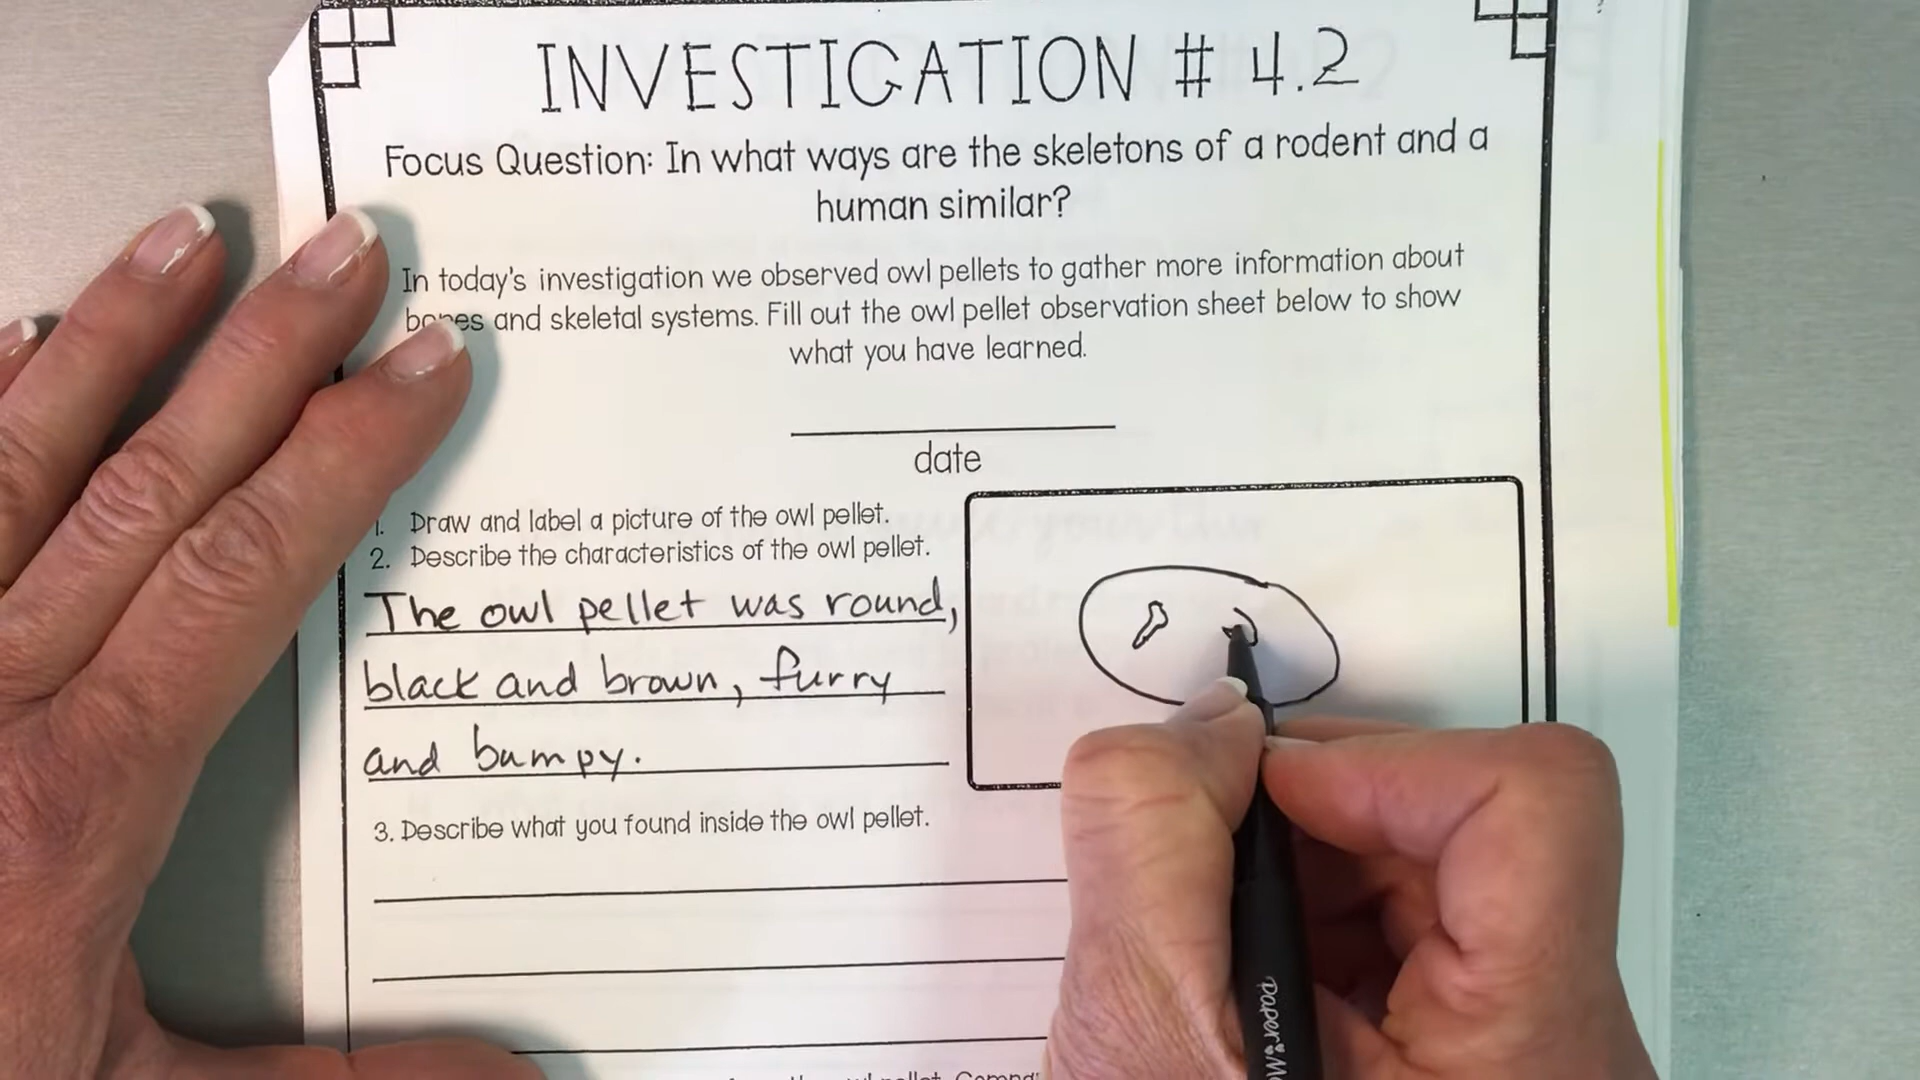 INVESTIGATION # 4.2
Focus Question: In what ways are the skeletons of a rodent and a
human similar?
In today's investigation we observed owl pellets to gather more information about
bones and skeletal systems. Fill out the owl pellet observation sheet below to show
what you have learned.
date
1. Draw and label a picture of the owl pellet.
2. Describe the characteristics of the owl pellet.
The owl pellet was round,
black and brown, furry
and bumpy.
3. Describe what you found inside the owl pellet.
owl pellet.
Paper